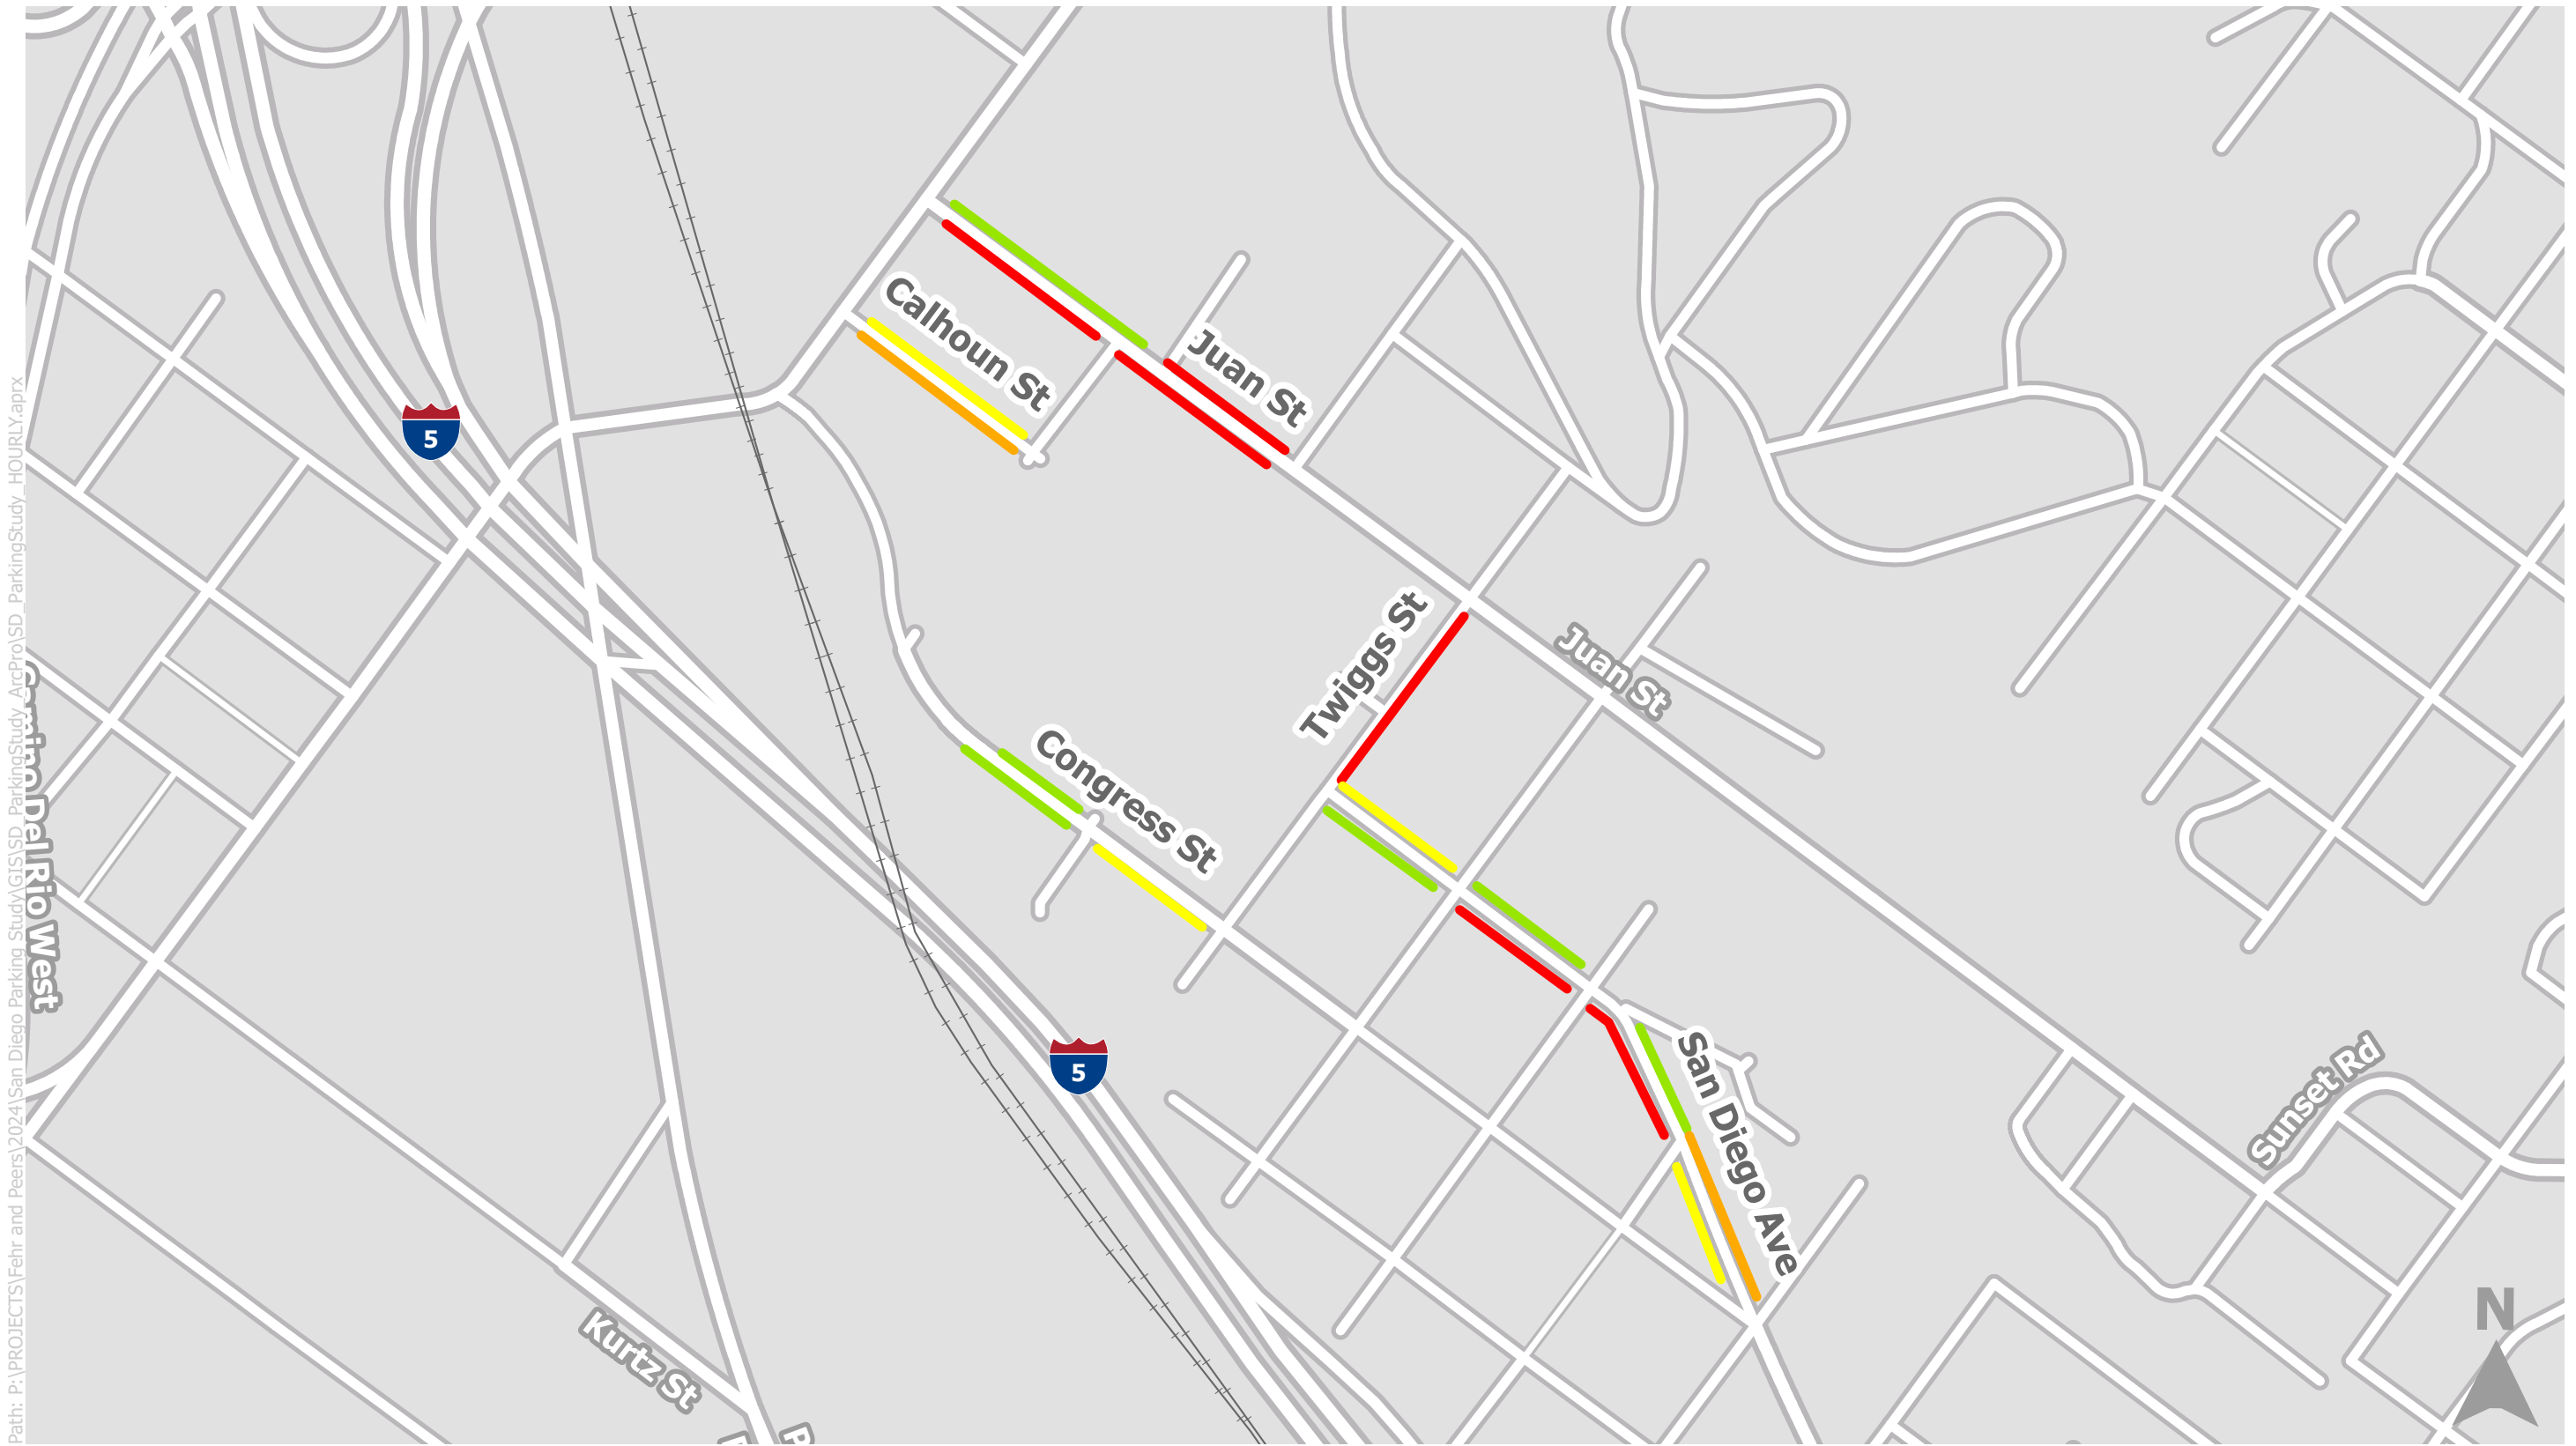 Calhoun St
Juan St
5
Twiggs St
Juan St
Congress St
Camino Del Rio West
5
San Diego Ave
Sunset Rd
N
Kurtz St
Path: P:\PROJECTS\Fehr and Peers\2024\San Diego Parking Study\GIS\SD_ParkingStudy_ArcPro\SD_ParkingStudy_HOURLY.aprx